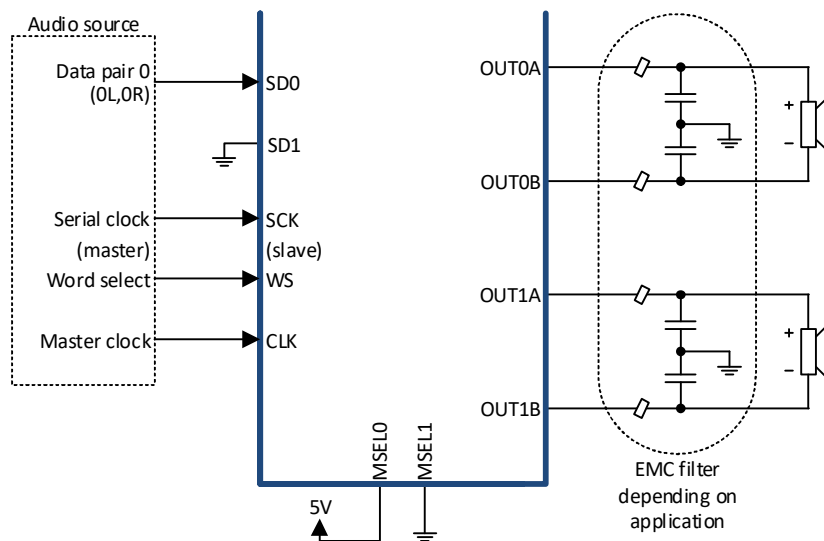 Audio source
Data pair 0
(0L,0R)
SD0
SD1
Serial clock
(master)
SCK
(slave)
Word select
WS
Master clock
CLK
MSEL0
MSEL1
5V
OUT0A
OUT0B
OUT1A
OUT1B
+
–
+
–
EMC filter
depending on
application